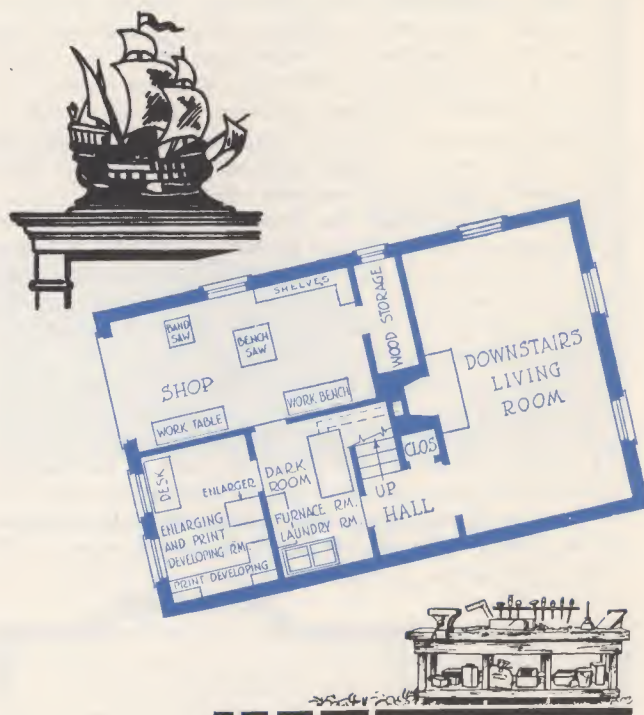 SHELVES
BAND
SAW
BENCH
SAW
WOOD STORAGE
DOWNSTAIRS
LIVING
ROOM
SHOP
WORK BENCH
WORK TABLE
CLOS
DESK
ENLARGER
DARK
ROOM
UP
HALL
FURNACE RM.
LAUNDRY RM.
ENLARGING
AND PRINT
DEVELOPING RM.
PRINT DEVELOPING